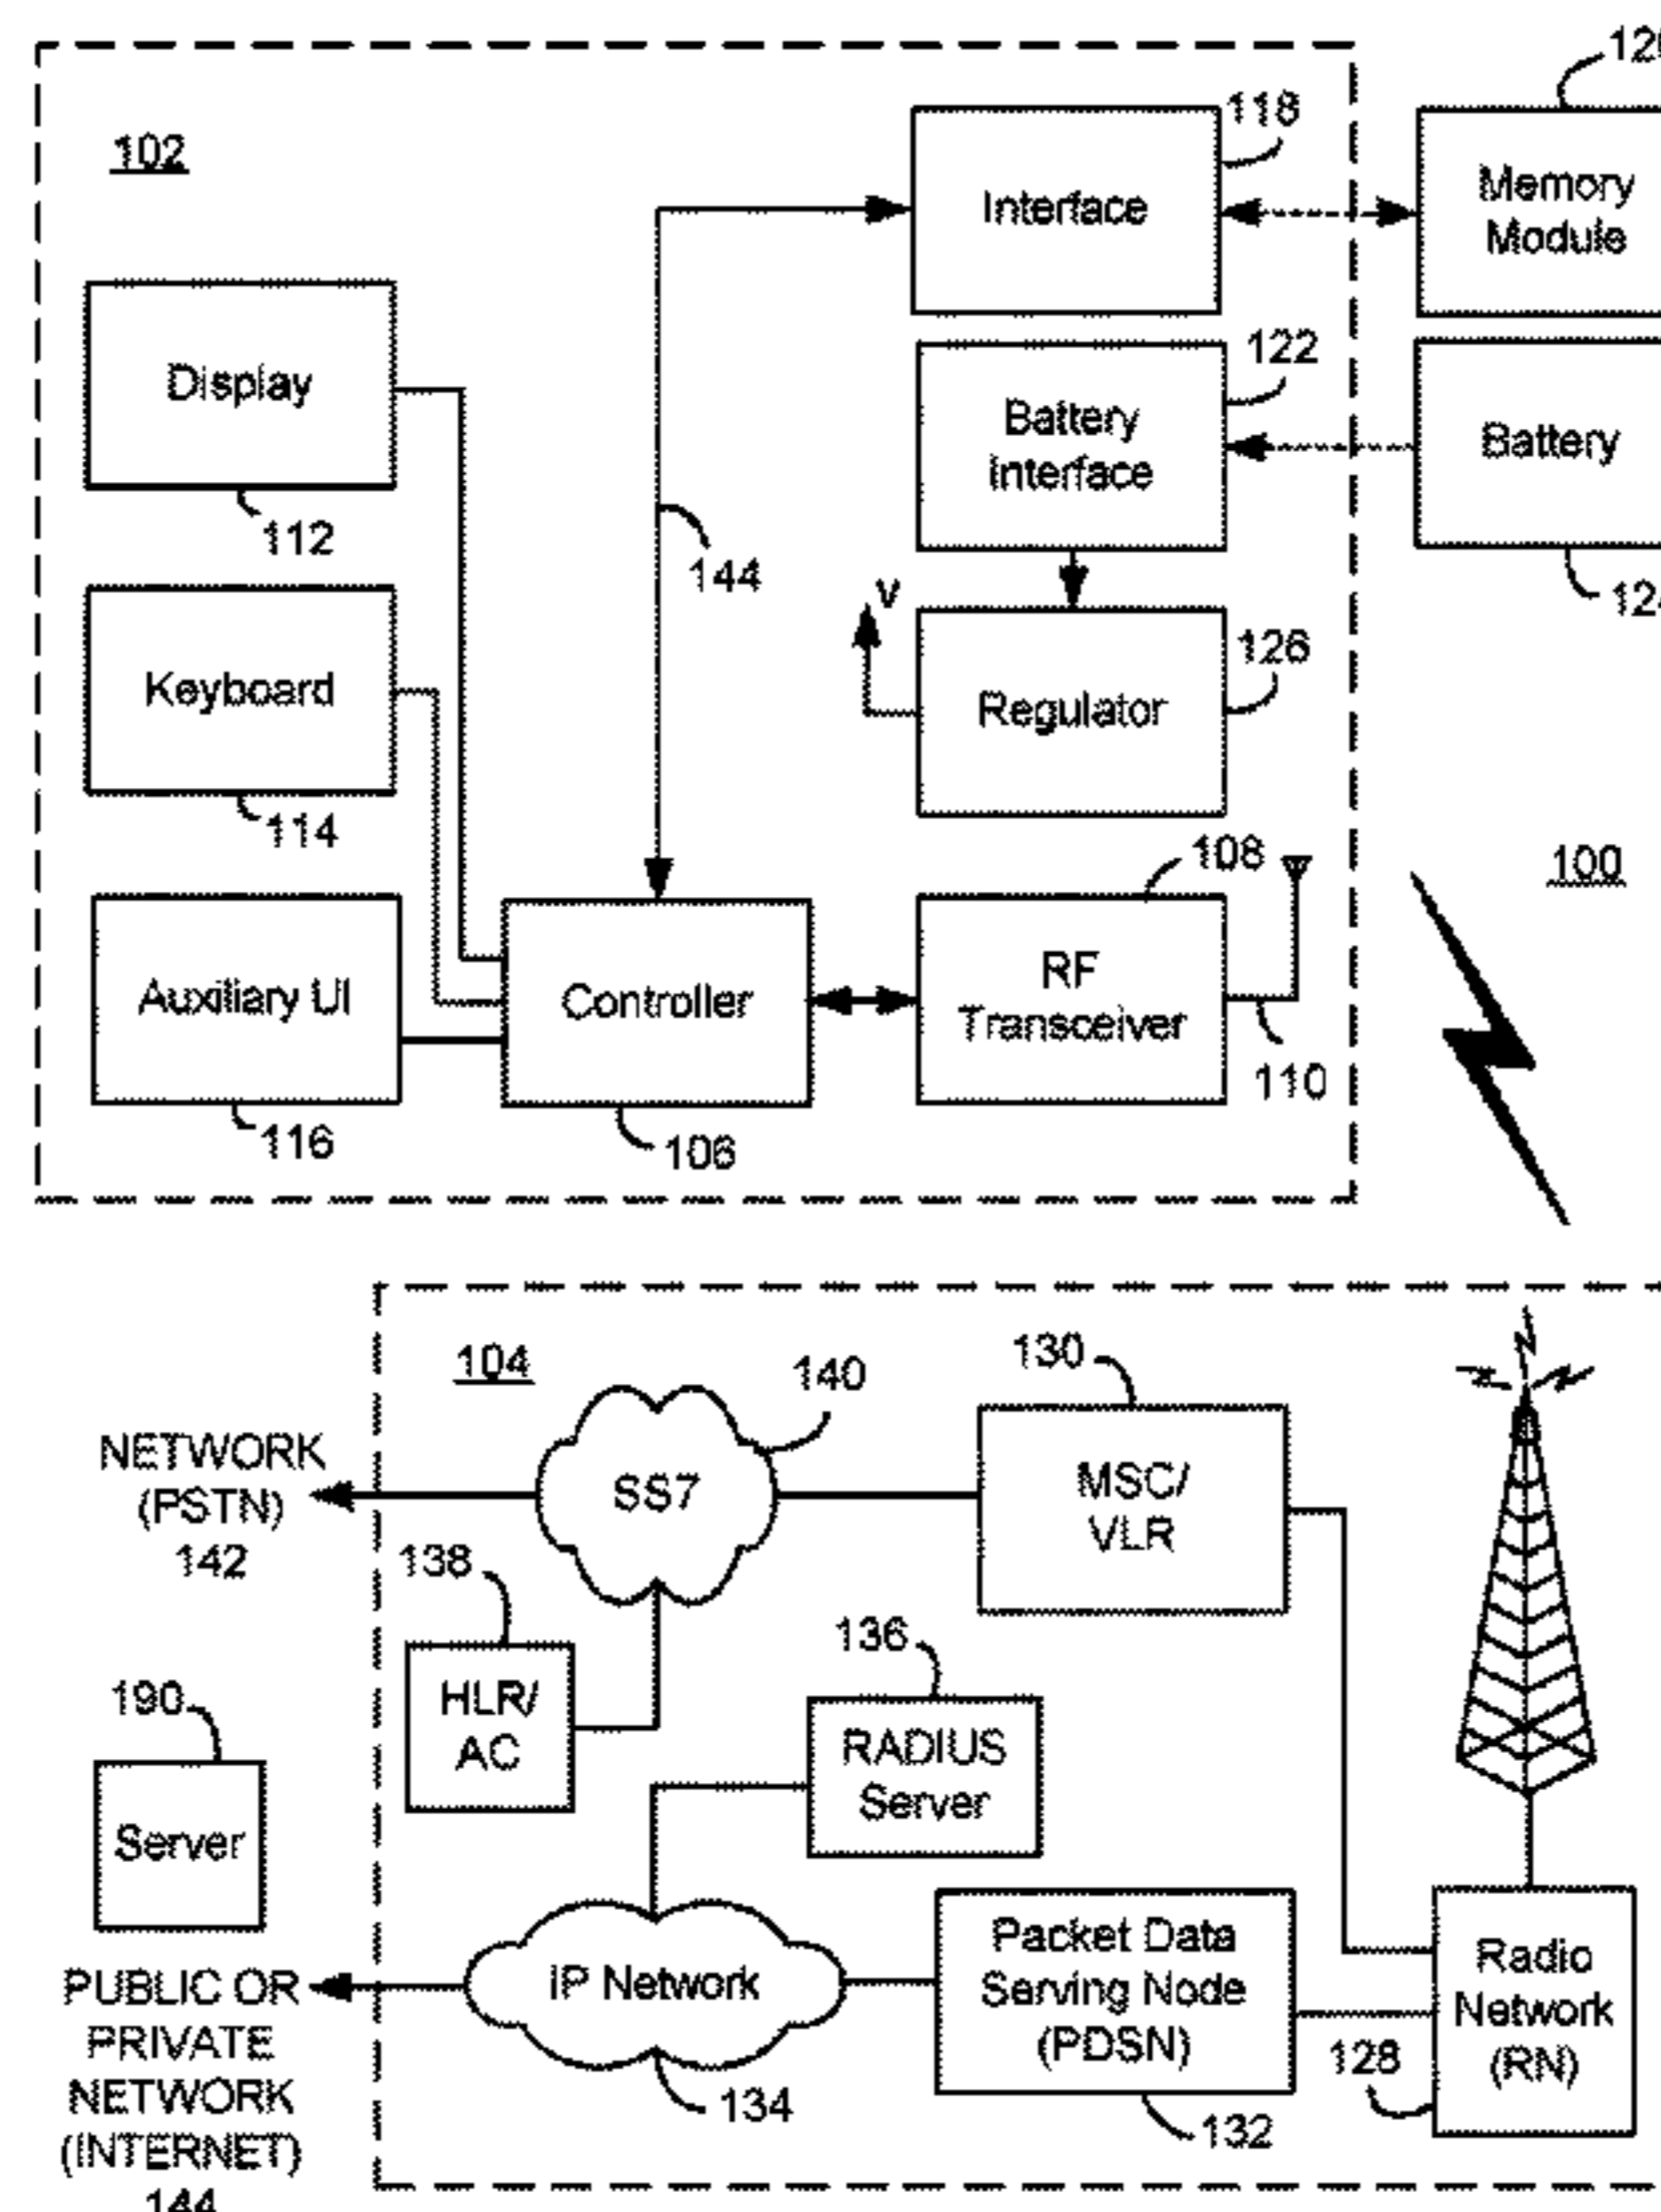 120
118
102
Interface
Memory
Module
122
Display
Battery
Interface
Battery
112
144
V
124
126
Keyboard
Regulator
114
108
100
RF
Auxiliary UI
Controller
Transceiver
110
116
106
130
104
140
NETWORK
(PSTN)
142
SS7
MSC/
VLR
138
136
190
HLR/
AC
RADIUS
Server
Server
Packet Data
Serving Node
(PDSN)
IP Network
Radio
Network
(RN)
PUBLIC OR
PRIVATE
NETWORK
(INTERNET)
144
128
134
132